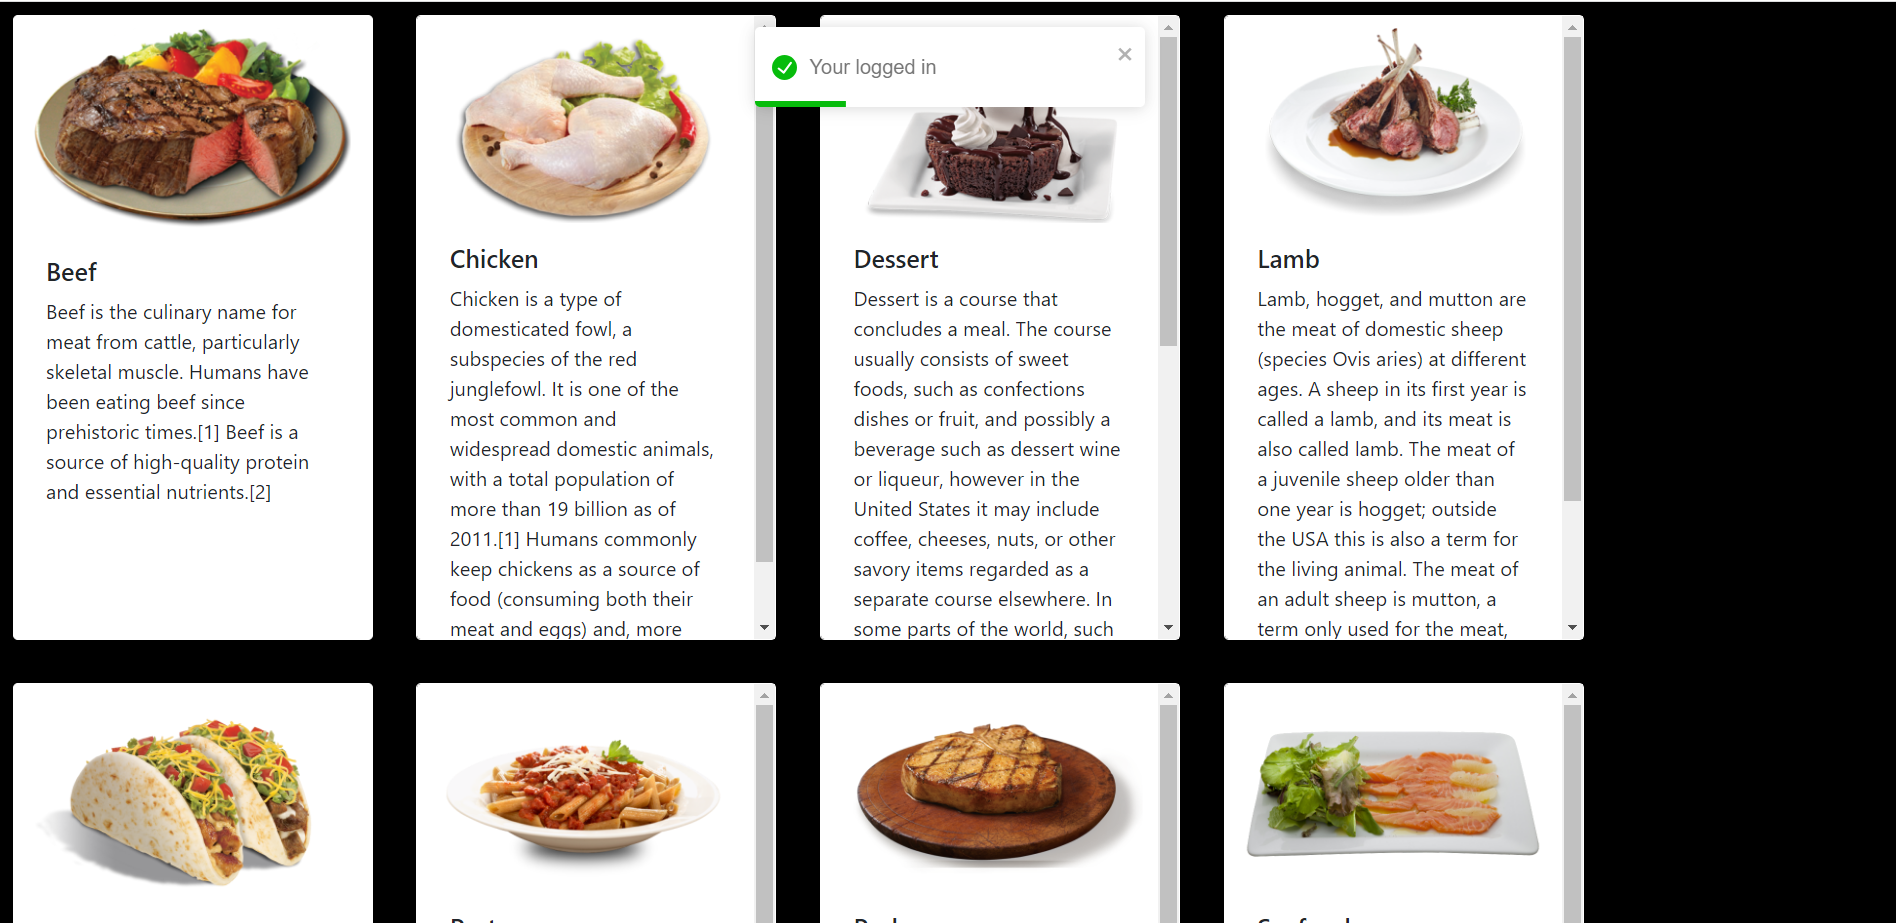 Your logged in
Beef
Beef is the culinary name for
meat from cattle, particularly
skeletal muscle. Humans have
been eating beef since
prehistoric times.[1] Beef is a
source of high-quality protein
and essential nutrients.[2]
Chicken
Chicken is a type of
domesticated fowl, a
subspecies of the red
junglefowl. It is one of the
most common and
widespread domestic animals,
with a total population of
more than 19 billion as of
2011.[1] Humans commonly
keep chickens as a source of
food (consuming both their
meat and eggs) and, more
Dessert
Dessert is a course that
concludes a meal. The course
usually consists of sweet
foods, such as confections
dishes or fruit, and possibly a
beverage such as dessert wine
or liqueur, however in the
United States it may include
coffee, cheeses, nuts, or other
savory items regarded as a
separate course elsewhere. In
some parts of the world, such
Lamb
Lamb, hogget, and mutton are
the meat of domestic sheep
(species Ovis aries) at different
ages. A sheep in its first year is
called a lamb, and its meat is
also called lamb. The meat of
a juvenile sheep older than
one year is hogget; outside
the USA this is also a term for
the living animal. The meat of
an adult sheep is mutton, a
term only used for the meat,